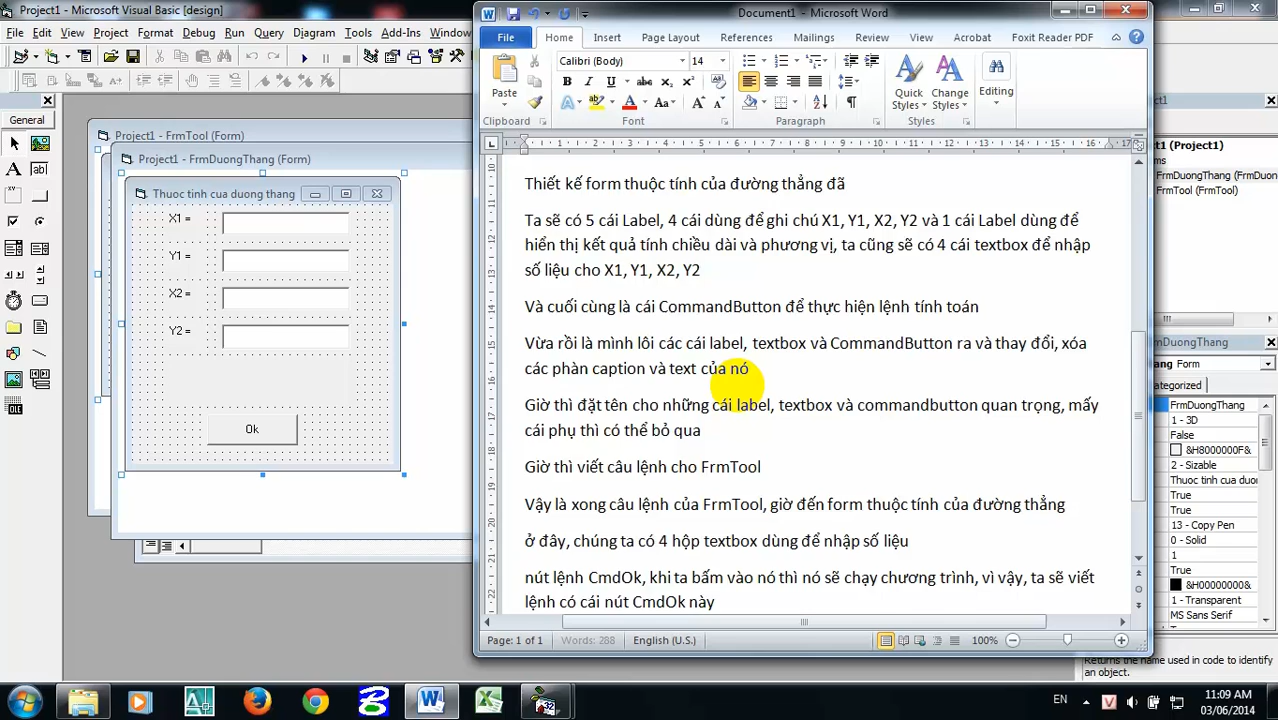 Project1 - Microsoft Visual Basic [design]
File Edit View Project Format Debug Run Query Diagram Tools Add-Ins Window
General
Project1 - FrmTool (Form)
Project1 - FrmDuongThang (Form)
Thuoc tinh cua duong thang
X1 =
Y1 =
X2 =
Y2 =
Ok
Document1 - Microsoft Word
File Home Insert Page Layout References Mailings Review View Acrobat Foxit Reader PDF
Paste
Calibri (Body) 14
Quick Styles
Change Styles
Editing
Clipboard Font Paragraph Styles
Thiết kế form thuộc tính của đường thẳng đã
Ta sẽ có 5 cái Label, 4 cái dùng để ghi chú X1, Y1, X2, Y2 và 1 cái Label dùng để
hiển thị kết quả tính chiều dài và phương vị, ta cũng sẽ có 4 cái textbox để nhập
số liệu cho X1, Y1, X2, Y2
Và cuối cùng là cái CommandButton để thực hiện lệnh tính toán
Vừa rồi là mình lôi các cái label, textbox và CommandButton ra và thay đổi, xóa
các phần caption và text của nó
Giờ thì đặt tên cho những cái label, textbox và commandbutton quan trọng, mấy
cái phụ thì có thể bỏ qua
Giờ thì viết câu lệnh cho FrmTool
Vậy là xong câu lệnh của FrmTool, giờ đến form thuộc tính của đường thẳng
ở đây, chúng ta có 4 hộp textbox dùng để nhập số liệu
nút lệnh CmdOk, khi ta bấm vào nó thì nó sẽ chạy chương trình, vì vậy, ta sẽ viết
lệnh có cái nút CmdOk này
Page: 1 of 1 Words: 288 English (U.S.) 100%
ct1 (Project1)
ms
FrmDuongThang (Fo
FrmTool (FrmTool)
mDuongThang
ang Form
ategorized
FrmDuongThang
1 - 3D
False
&H8000000F&
2 - Sizable
Thuoc tinh cua duo
True
True
13 - Copy Pen
0 - Solid
1
True
&H00000000&
1 - Transparent
MS Sans Serif
Returns the name used in code to identify
an object.
EN
11:09 AM
03/06/2014